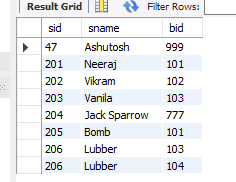 Result Grid Filter Rows:
sid sname bid
47 Ashutosh 999
201 Neeraj 101
202 Vikram 102
203 Vanila 103
204 Jack Sparrow 777
205 Bomb 101
206 Lubber 103
206 Lubber 104